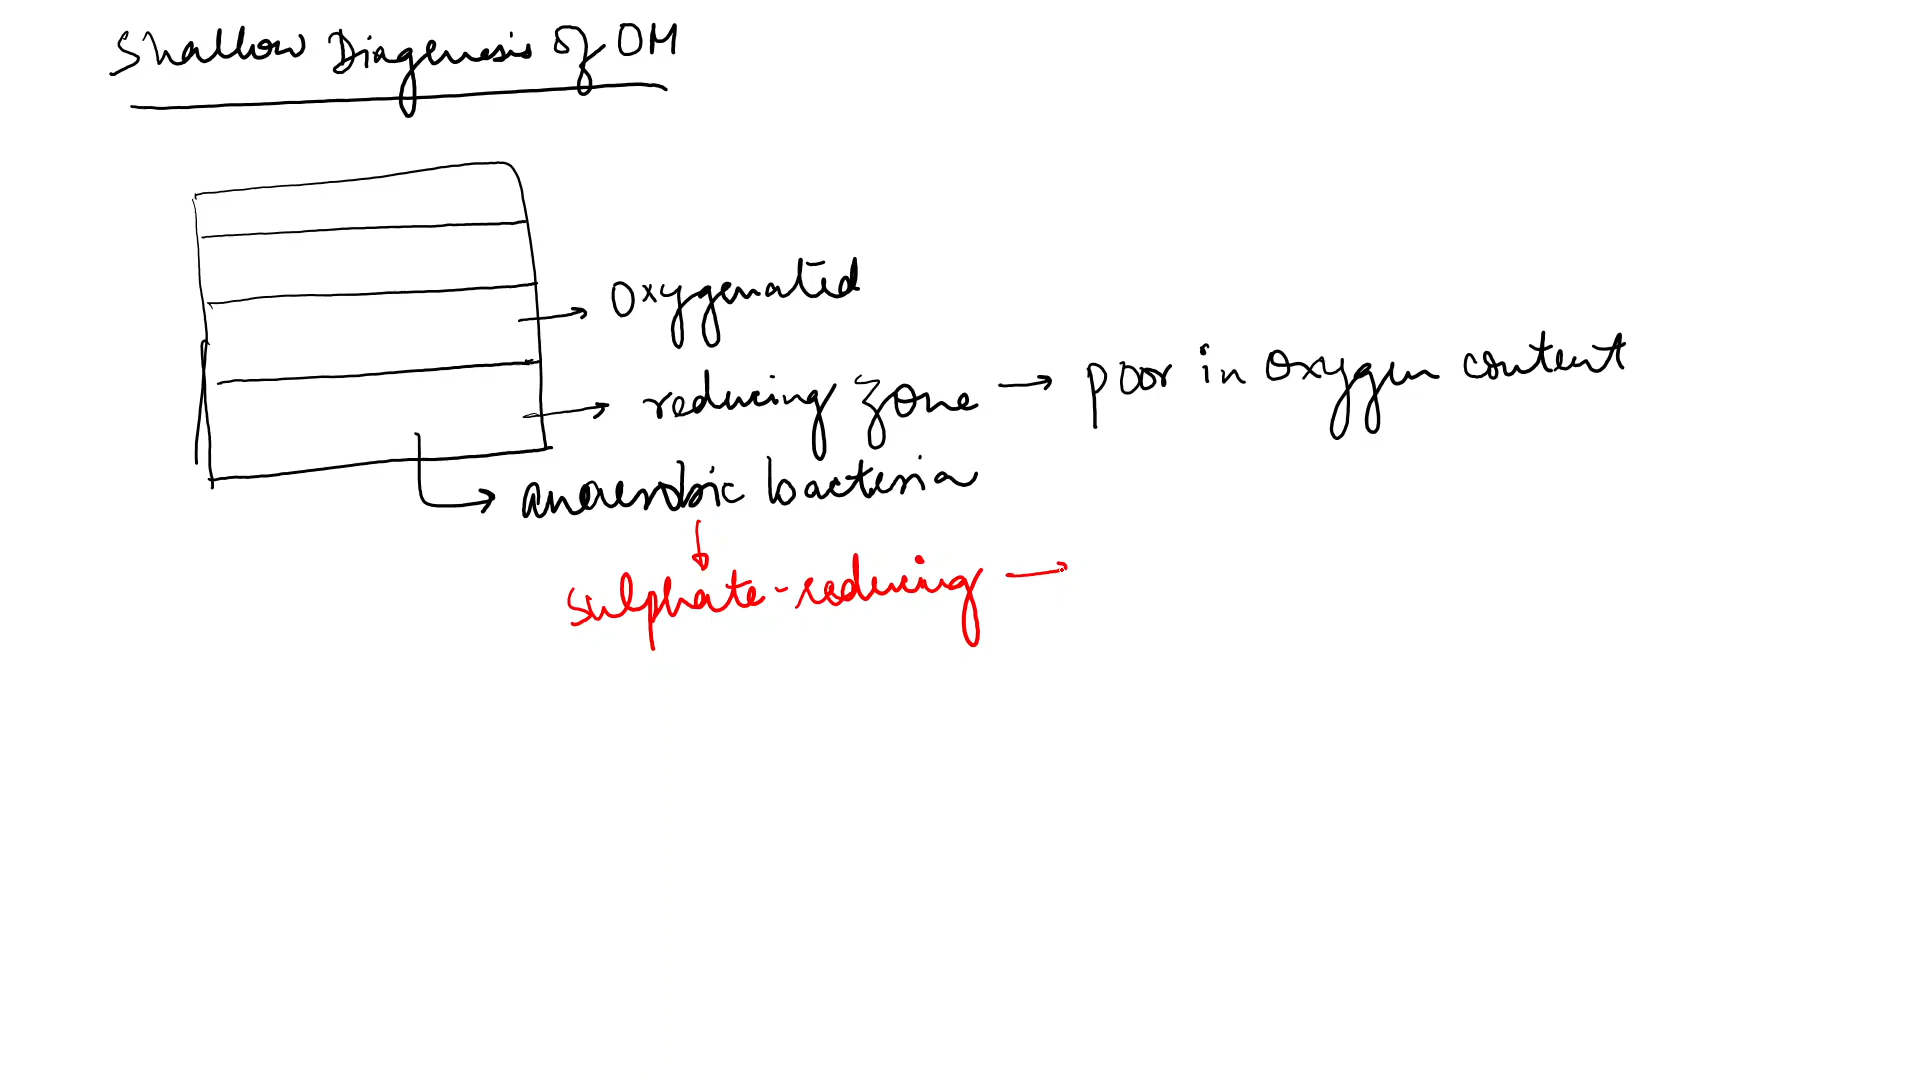 Shallow Diagenesis of OM
Oxygenated
reducing zone → poor in oxygen content
anaerobic bacteria
sulphate-reducing →